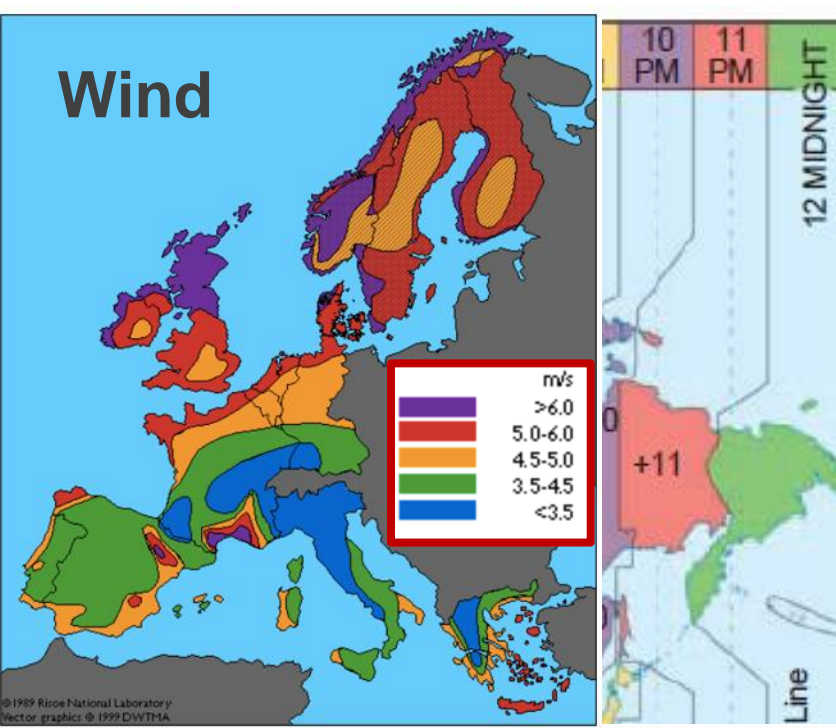 Wind
m/s
>6.0
5.0-6.0
4.5-5.0
3.5-4.5
<3.5
©1989 Risoe National Laboratory
Vector graphics © 1999 DWTMA
10
PM
11
PM
12 MIDNIGHT
0
+11
Line